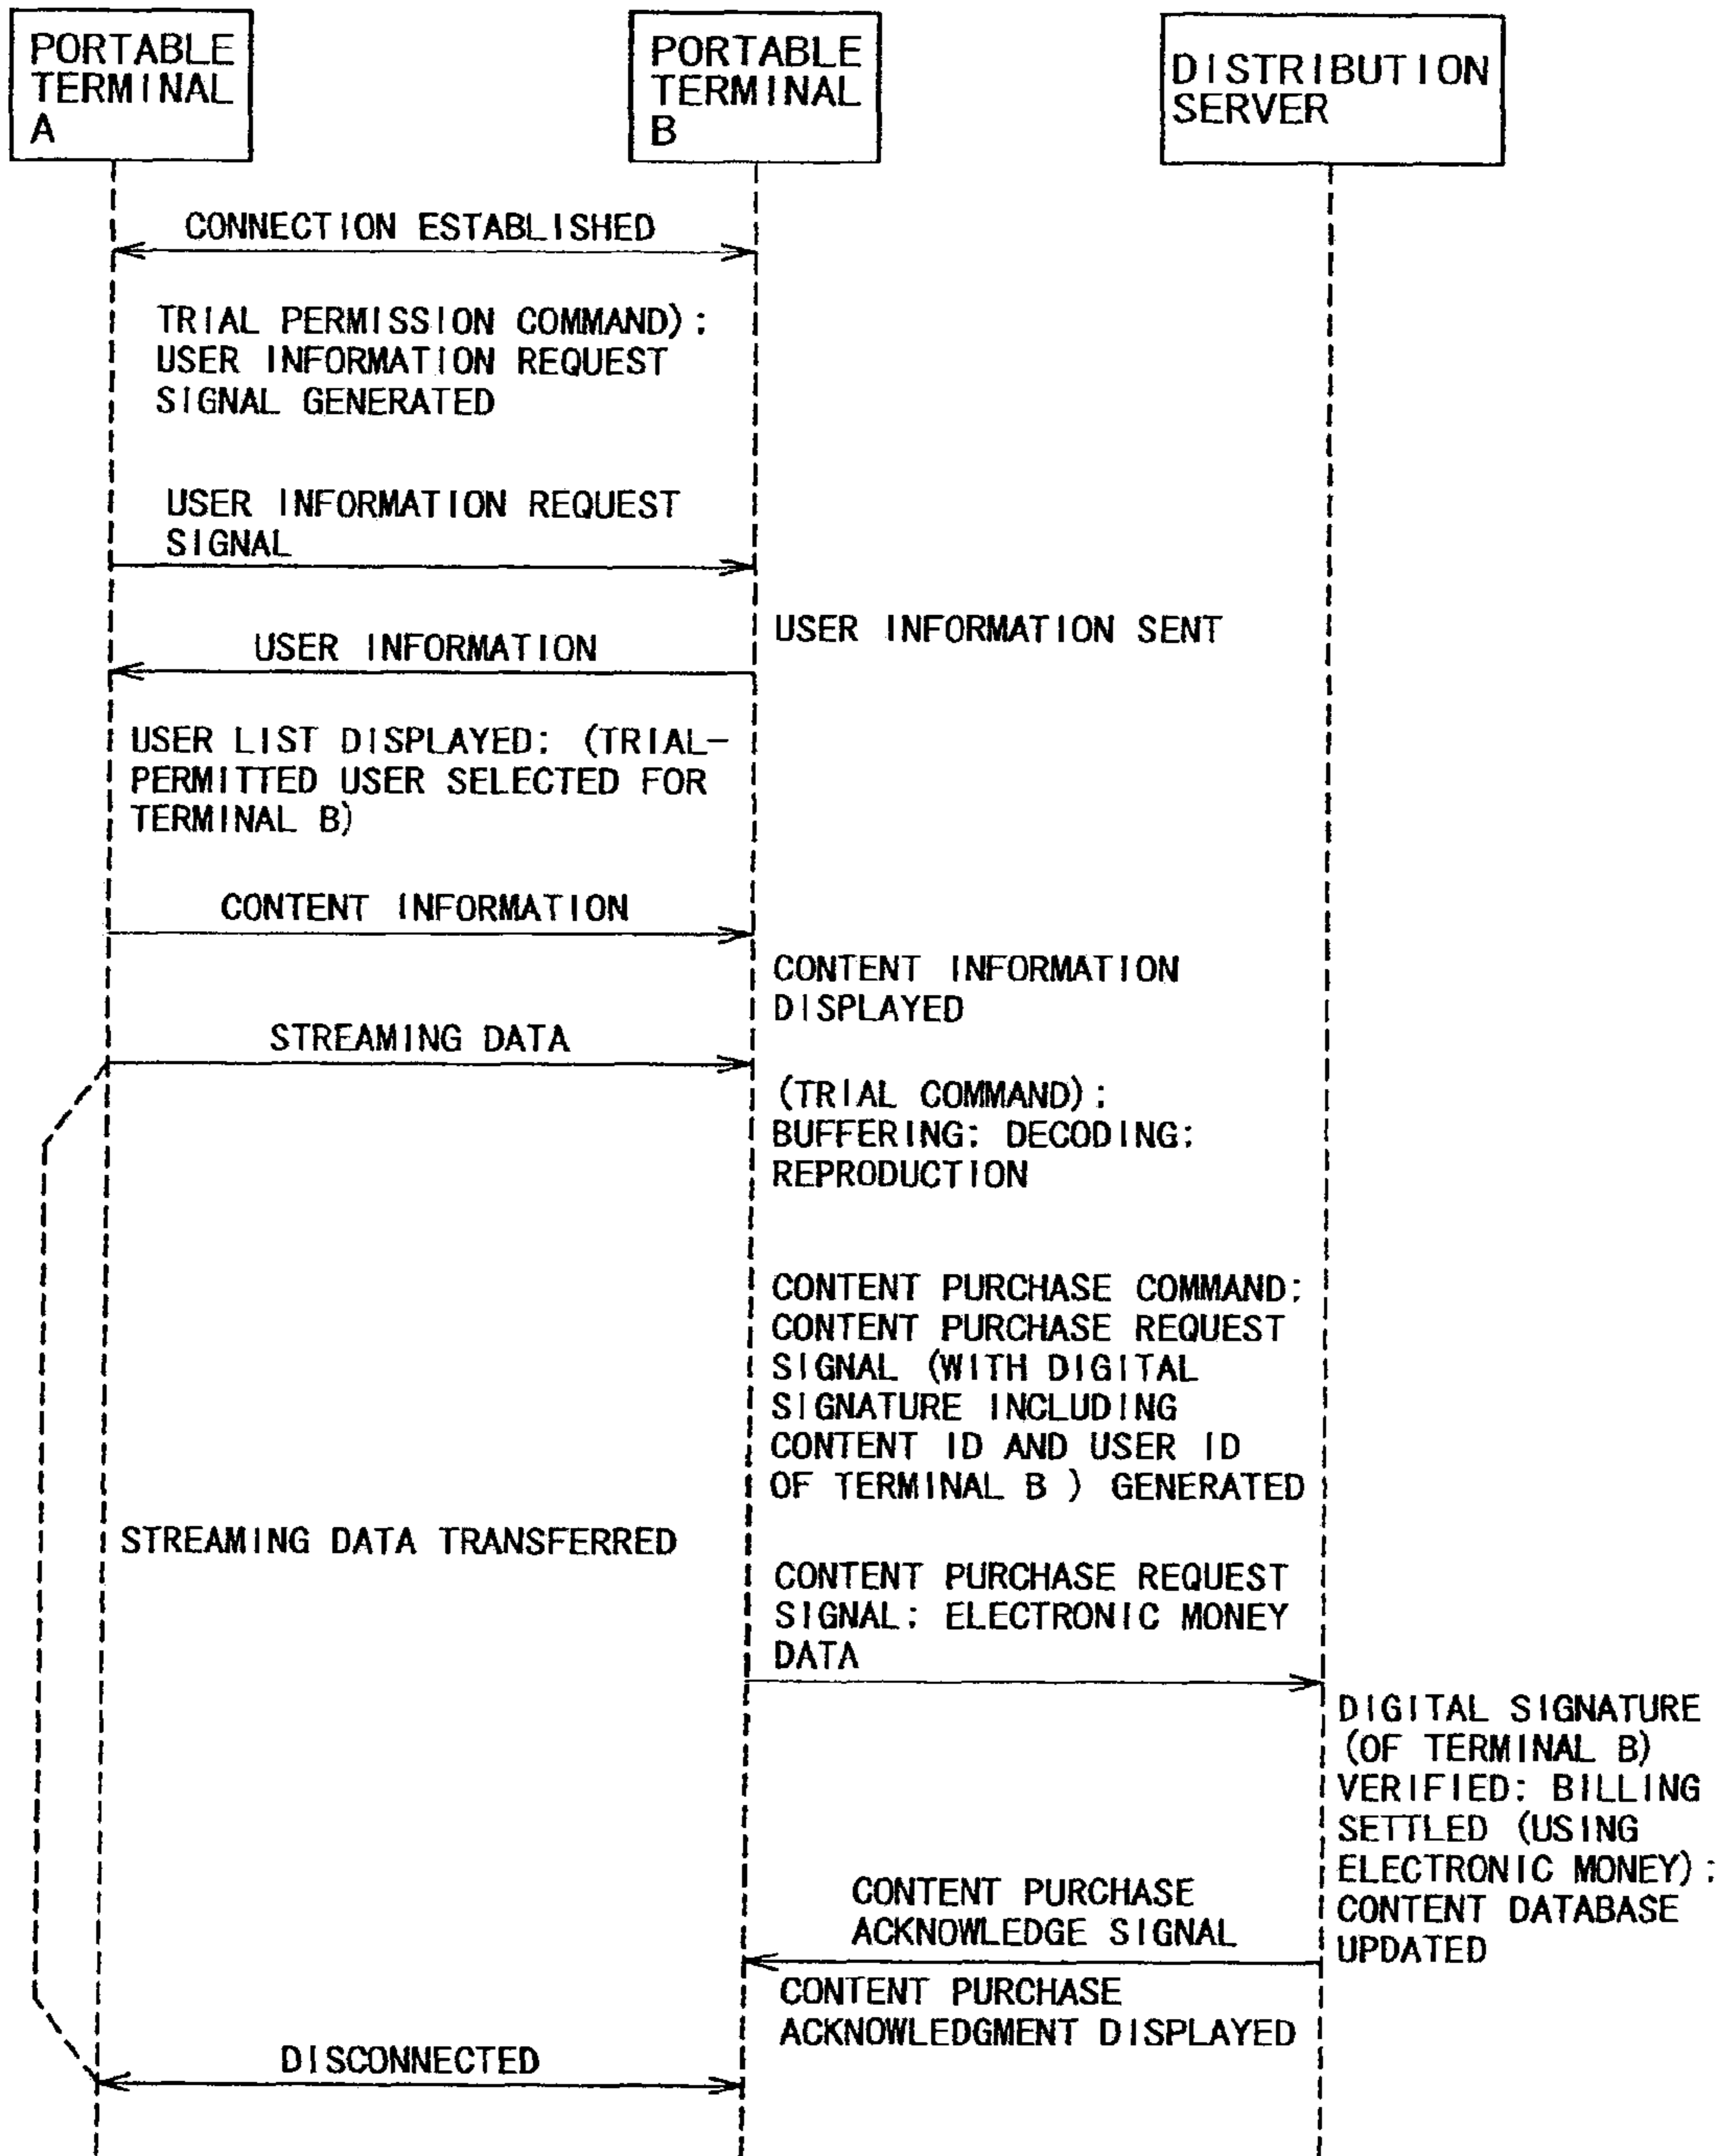 PORTABLE
TERMINAL
A
PORTABLE
TERMINAL
B
DISTRIBUTION
SERVER
CONNECTION ESTABLISHED
TRIAL PERMISSION COMMAND):
USER INFORMATION REQUEST
SIGNAL GENERATED
USER INFORMATION REQUEST
SIGNAL
USER INFORMATION SENT
USER INFORMATION
USER LIST DISPLAYED: (TRIAL-
PERMITTED USER SELECTED FOR
TERMINAL B)
CONTENT INFORMATION
CONTENT INFORMATION
DISPLAYED
STREAMING DATA
(TRIAL COMMAND):
BUFFERING: DECODING:
REPRODUCTION
CONTENT PURCHASE COMMAND:
CONTENT PURCHASE REQUEST
SIGNAL (WITH DIGITAL
SIGNATURE INCLUDING
CONTENT ID AND USER ID
OF TERMINAL B ) GENERATED
STREAMING DATA TRANSFERRED
CONTENT PURCHASE REQUEST
SIGNAL: ELECTRONIC MONEY
DATA
DIGITAL SIGNATURE
(OF TERMINAL B)
VERIFIED: BILLING
SETTLED (USING
ELECTRONIC MONEY):
CONTENT DATABASE
UPDATED
CONTENT PURCHASE
ACKNOWLEDGE SIGNAL
CONTENT PURCHASE
ACKNOWLEDGMENT DISPLAYED
DISCONNECTED